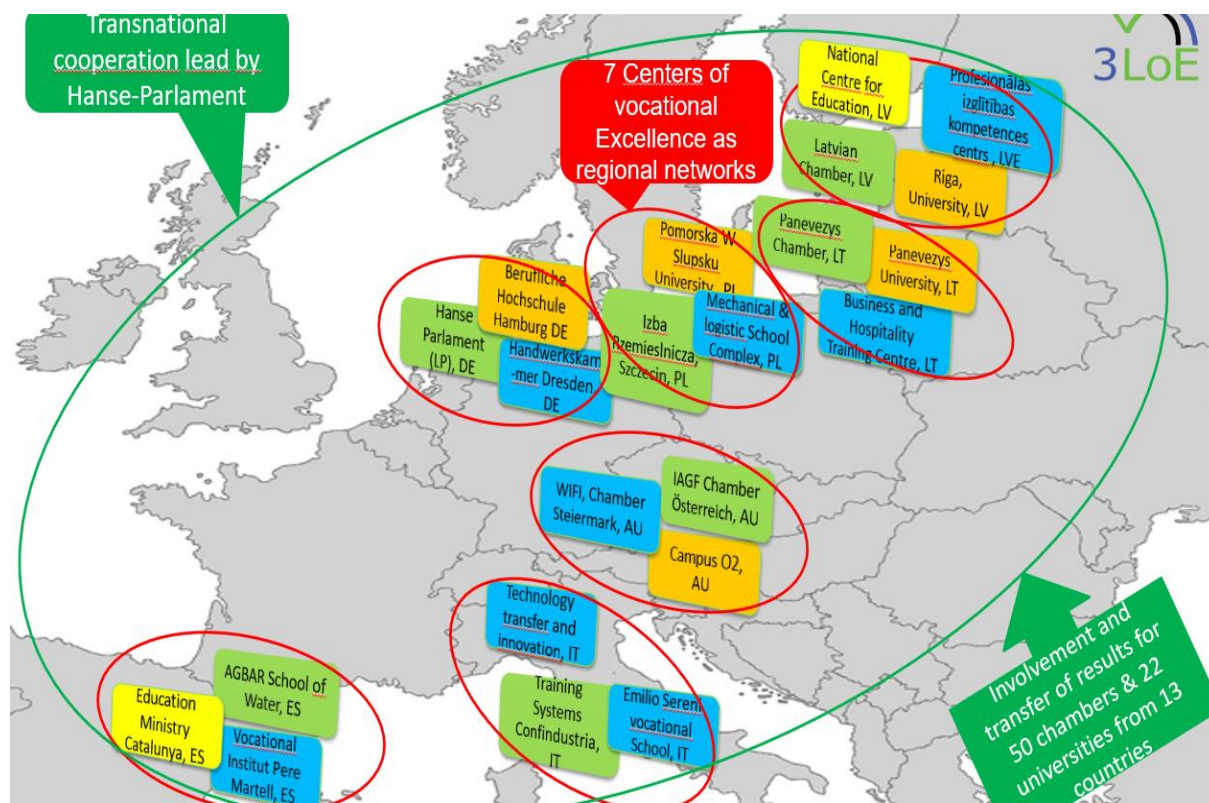 Transnational
cooperation lead by
Hanse-Parlament
7 Centers of
vocational
Excellence as
regional networks
3LoE
National
Centre for
Education, LV
Profesionālās
izglītības
kompetences
centrs , LVE
Latvian
Chamber, LV
Riga,
University, LV
Panevezys
Chamber, LT
Panevezys
University, LT
Business and
Hospitality
Training Centre, LT
Pomorska W
Slupsku
University, PL
Mechanical &
logistic School
Complex, PL
Izba
Rzemieslnicza,
Szczecin, PL
Berufliche
Hochschule
Hamburg DE
Hanse
Parlament
(LP), DE
Handwerkskam
-mer Dresden,
DE
WIFI, Chamber
Steiermark, AU
IAGF Chamber
Österreich, AU
Campus O2,
AU
Technology
transfer and
innovation, IT
Training
Systems
Confindustria,
IT
Emilio Sereni
vocational
School, IT
AGBAR School of
Water, ES
Education
Ministry
Catalunya, ES
Vocational
Institut Pere
Martell, ES
Involvement and
transfer of results for
50 chambers & 22
universities from 13
countries